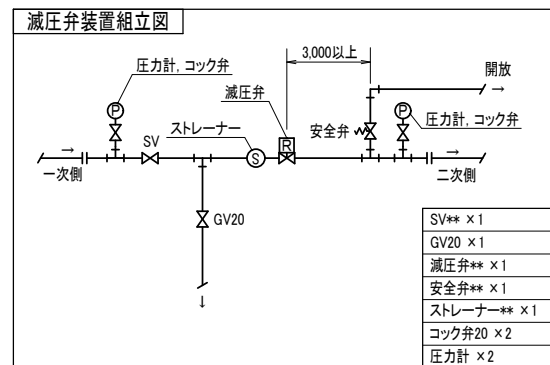 減圧弁装置組立図
圧力計, コック弁
3,000以上
減圧弁
開放
→
P
P
圧力計, コック弁
安全弁
ストレーナー
R
SV
→
S
→
一次側
二次側
GV20
→
SV** ×1
GV20 ×1
減圧弁** ×1
安全弁** ×1
ストレーナー** ×1
コック弁20 ×2
圧力計 ×2